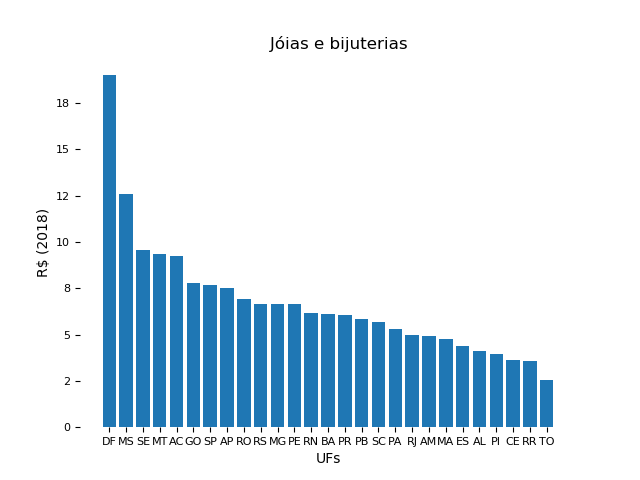 Jóias e bijuterias
18
15
12
10
8
5
2
0
R$ (2018)
DF MS SE MT AC GO SP AP RO RS MG PE RN BA PR PB SC PA RJ AM MA ES AL PI CE RR TO
UFs